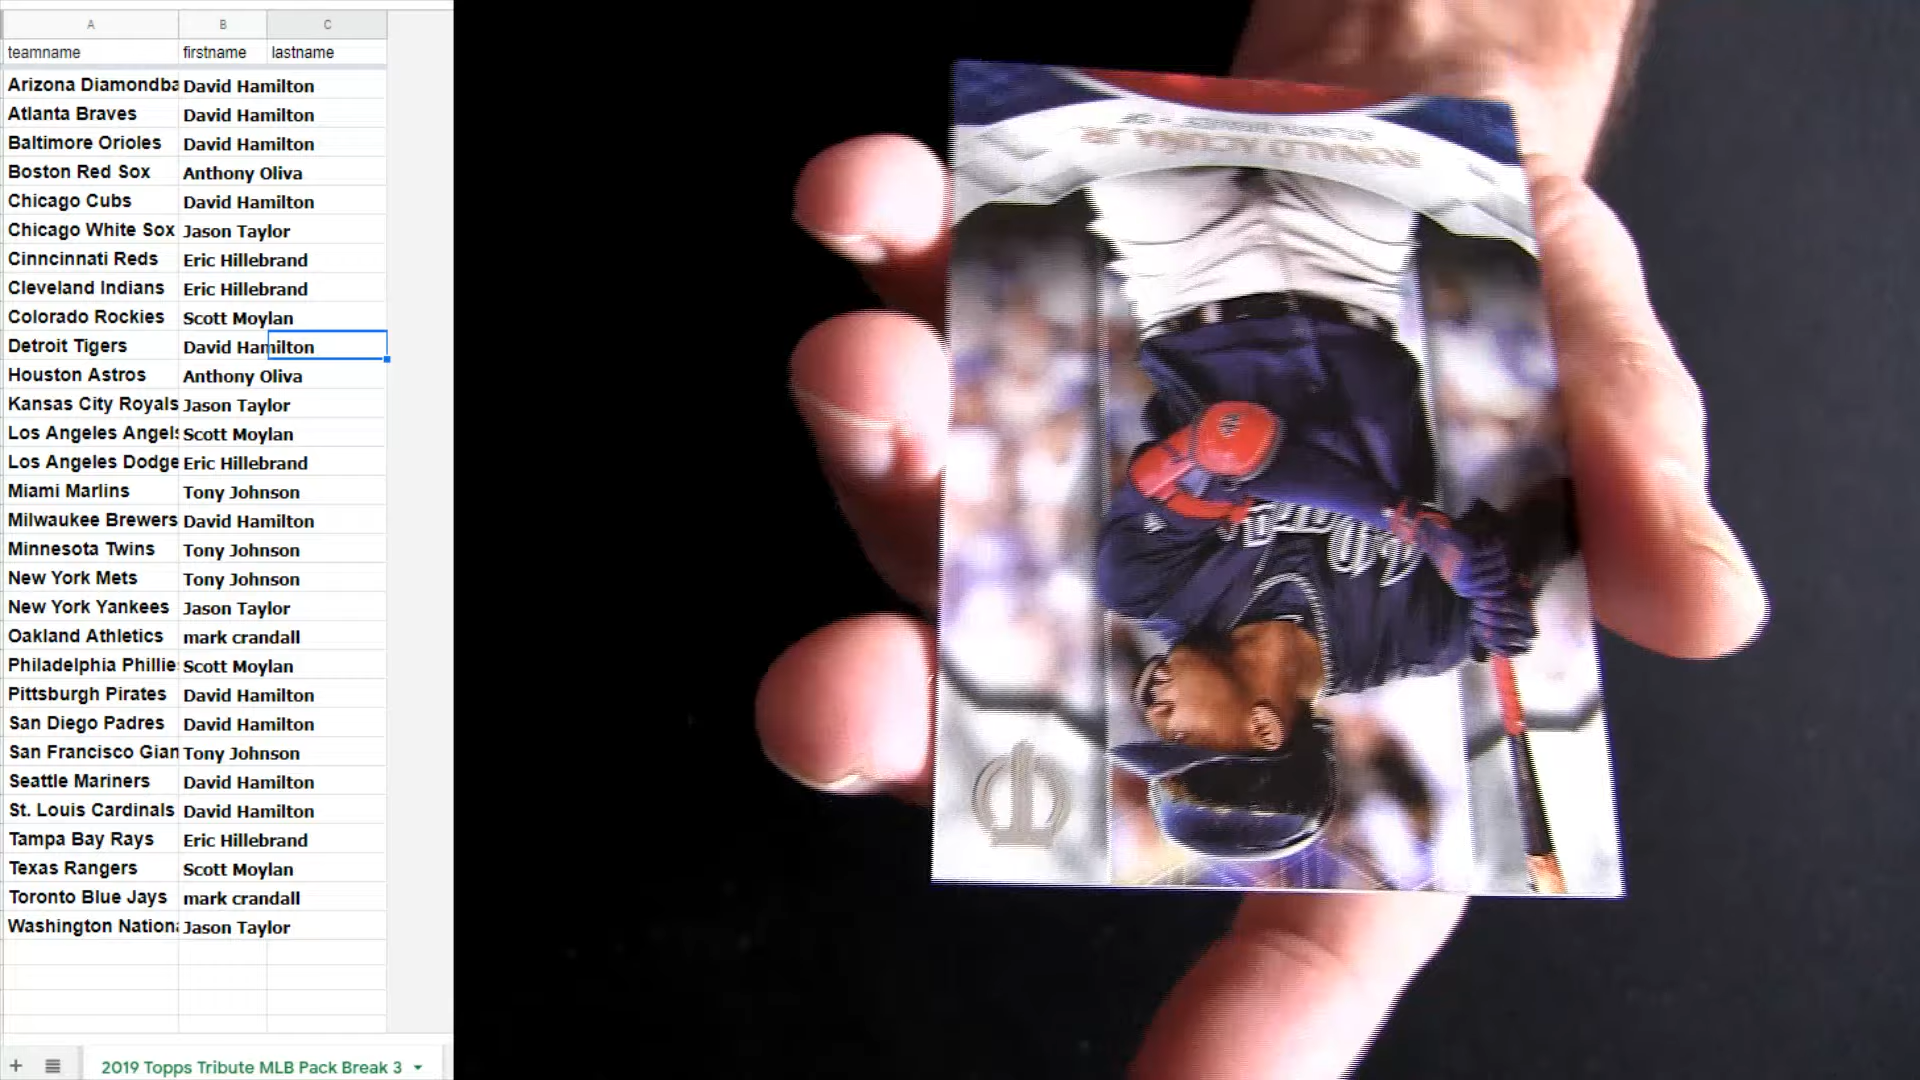 A B C
teamname firstname lastname
Arizona Diamondba David Hamilton
Atlanta Braves David Hamilton
Baltimore Orioles David Hamilton
Boston Red Sox Anthony Oliva
Chicago Cubs David Hamilton
Chicago White Sox Jason Taylor
Cinncinnati Reds Eric Hillebrand
Cleveland Indians Eric Hillebrand
Colorado Rockies Scott Moylan
Detroit Tigers David Hamilton
Houston Astros Anthony Oliva
Kansas City Royals Jason Taylor
Los Angeles Angels Scott Moylan
Los Angeles Dodge Eric Hillebrand
Miami Marlins Tony Johnson
Milwaukee Brewers David Hamilton
Minnesota Twins Tony Johnson
New York Mets Tony Johnson
New York Yankees Jason Taylor
Oakland Athletics mark crandall
Philadelphia Phillie Scott Moylan
Pittsburgh Pirates David Hamilton
San Diego Padres David Hamilton
San Francisco Gian Tony Johnson
Seattle Mariners David Hamilton
St. Louis Cardinals David Hamilton
Tampa Bay Rays Eric Hillebrand
Texas Rangers Scott Moylan
Toronto Blue Jays mark crandall
Washington Nationa Jason Taylor
2019 Topps Tribute MLB Pack Break 3
RONALD ACUÑA JR.
ATLANTA BRAVES - OF